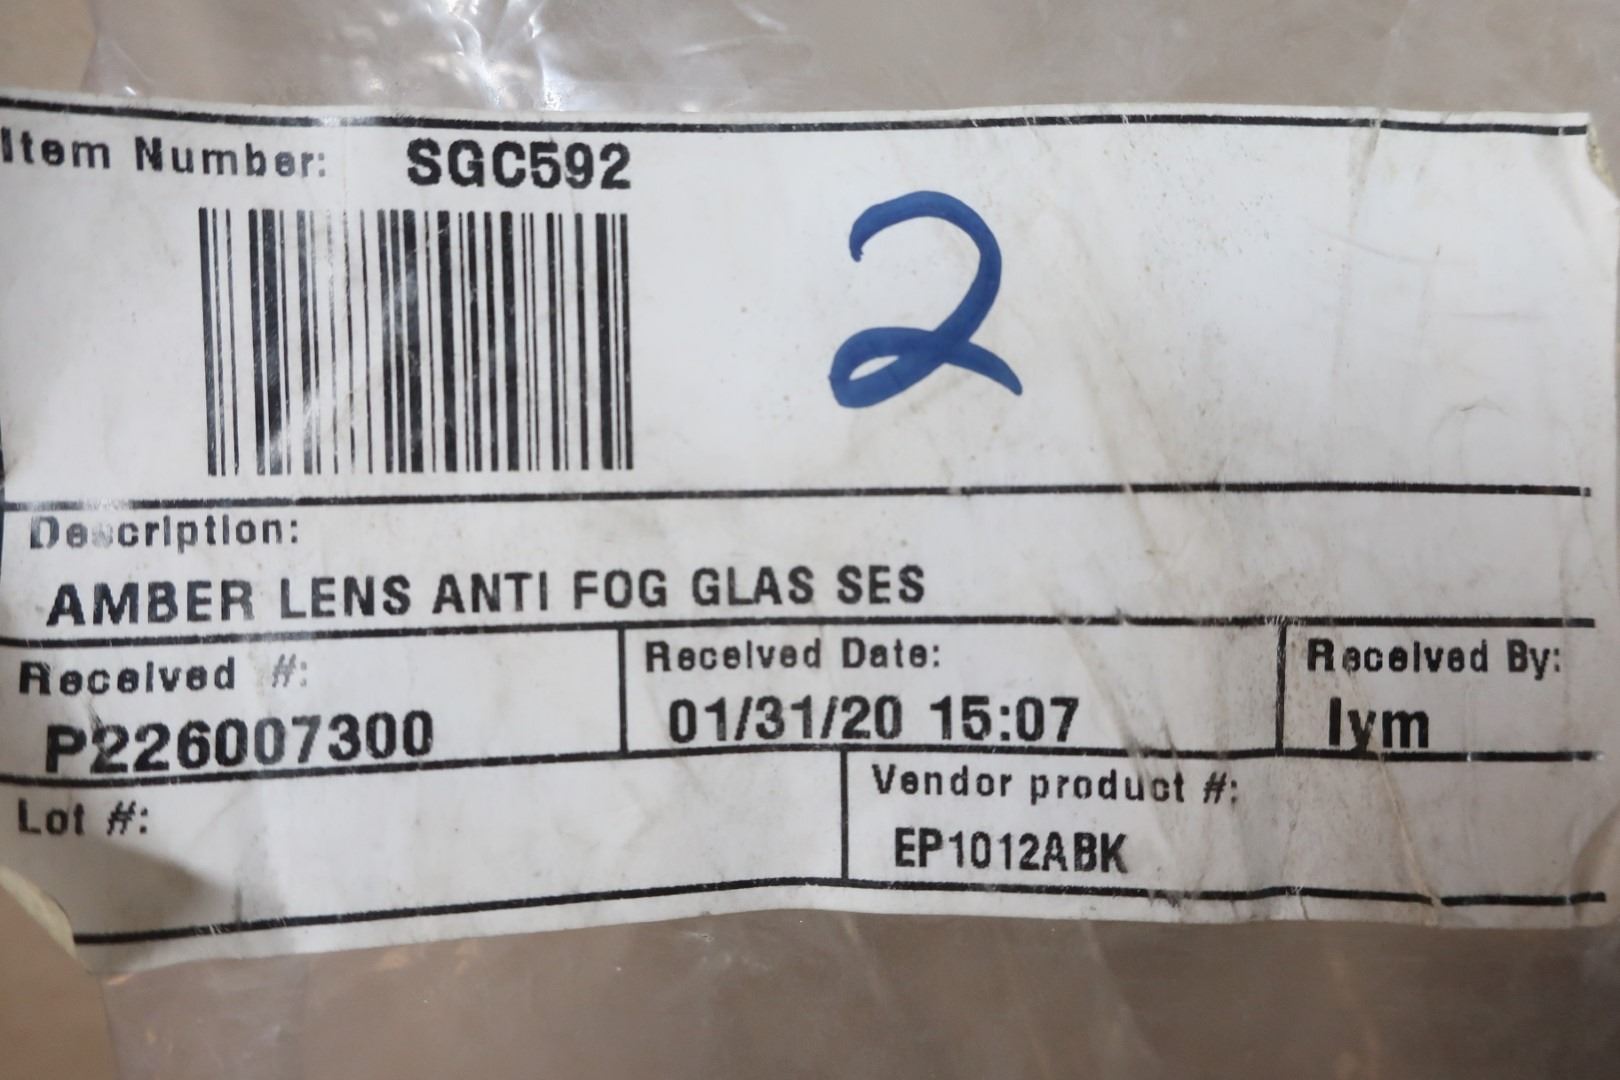 Item Number: SGC592
2
Description:
AMBER LENS ANTI FOG GLAS SES
Received #:
P226007300
Received Date:
01/31/20 15:07
Received By:
lym
Lot #:
Vendor product #:
EP1012ABK